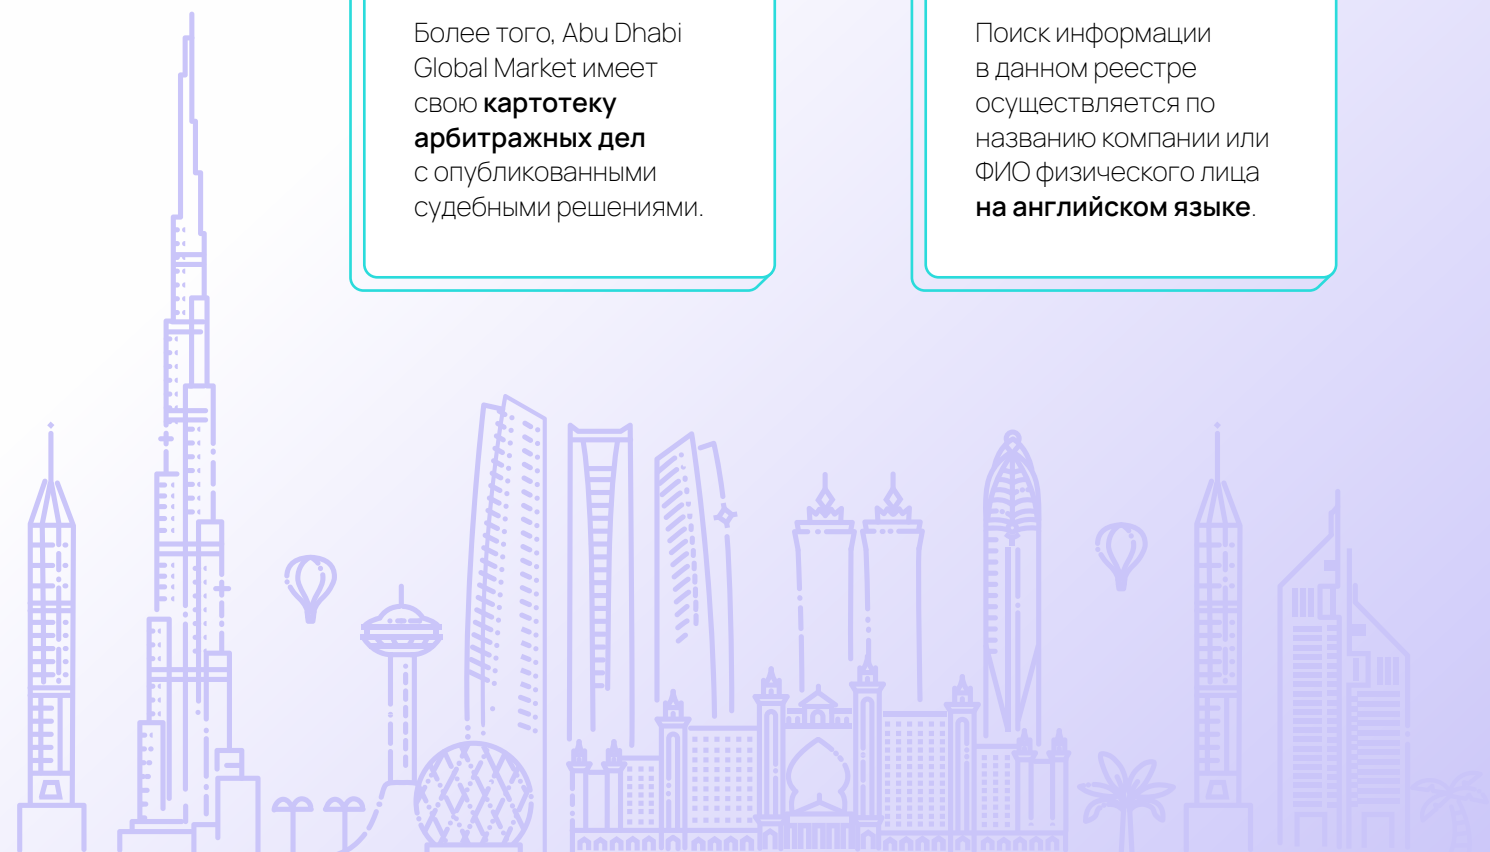 Более того, Abu Dhabi
Global Market имеет
свою картотеку
арбитражных дел
с опубликованными
судебными решениями.
Поиск информации
в данном реестре
осуществляется по
названию компании или
ФИО физического лица
на английском языке.